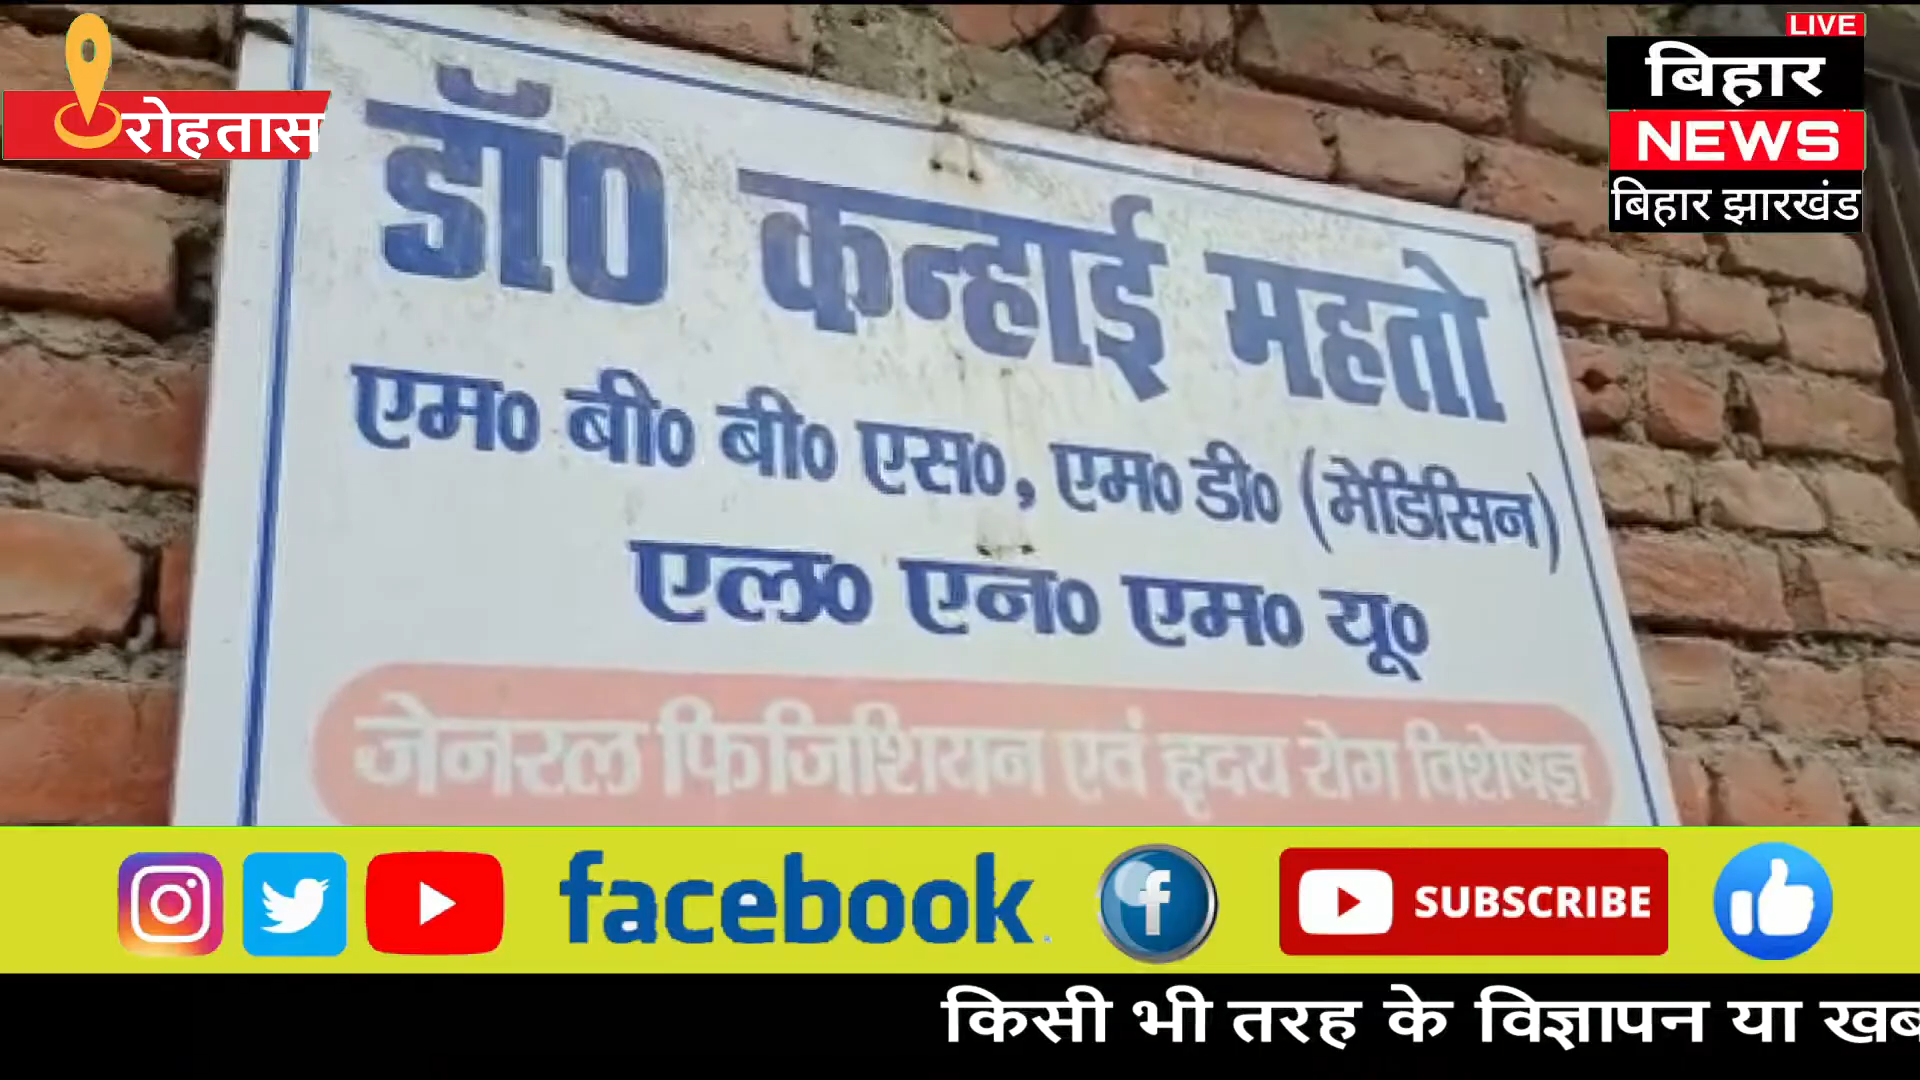 LIVE
बिहार
NEWS
बिहार झारखंड
रोहतास
डॉ० कन्हाई महतो
एम० बी० बी० एस०, एम० डी० (मेडिसिन)
एल० एन० एम० यू०
जेनरल फिजिशियन एवं हृदय रोग विशेषज्ञ
facebook
SUBSCRIBE
किसी भी तरह के विज्ञापन या खब